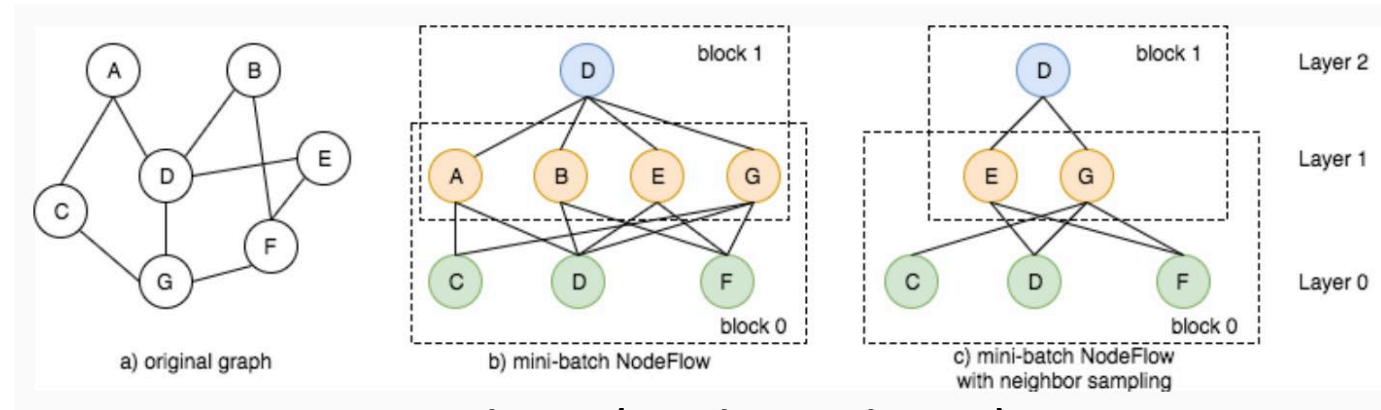 A
B
block 1
D
block 1
D
Layer 2
E
D
A
B
E
G
E
G
Layer 1
C
F
G
C
D
F
C
D
F
Layer 0
block 0
block 0
a) original graph
b) mini-batch NodeFlow
c) mini-batch NodeFlow
with neighbor sampling